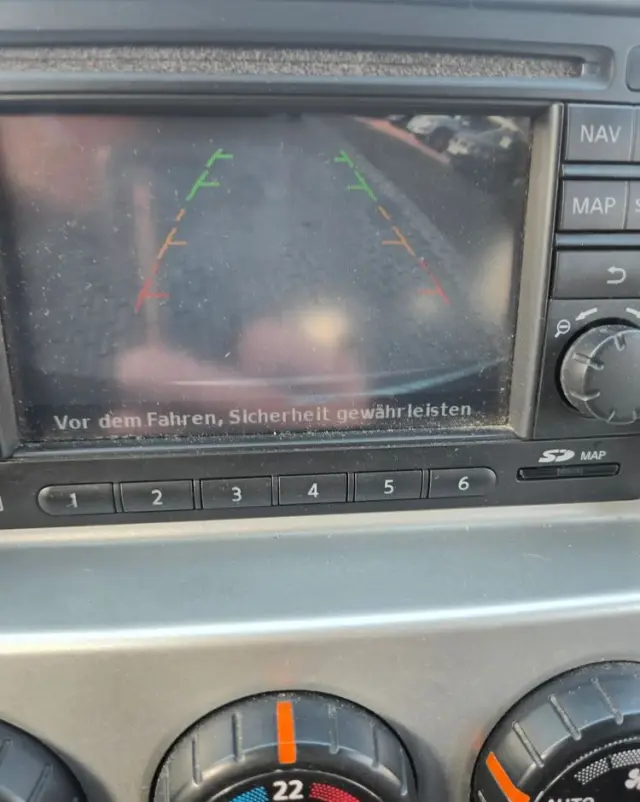 NAV
MAP
Vor dem Fahren, Sicherheit gewährleisten
SD MAP
1 2 3 4 5 6
22